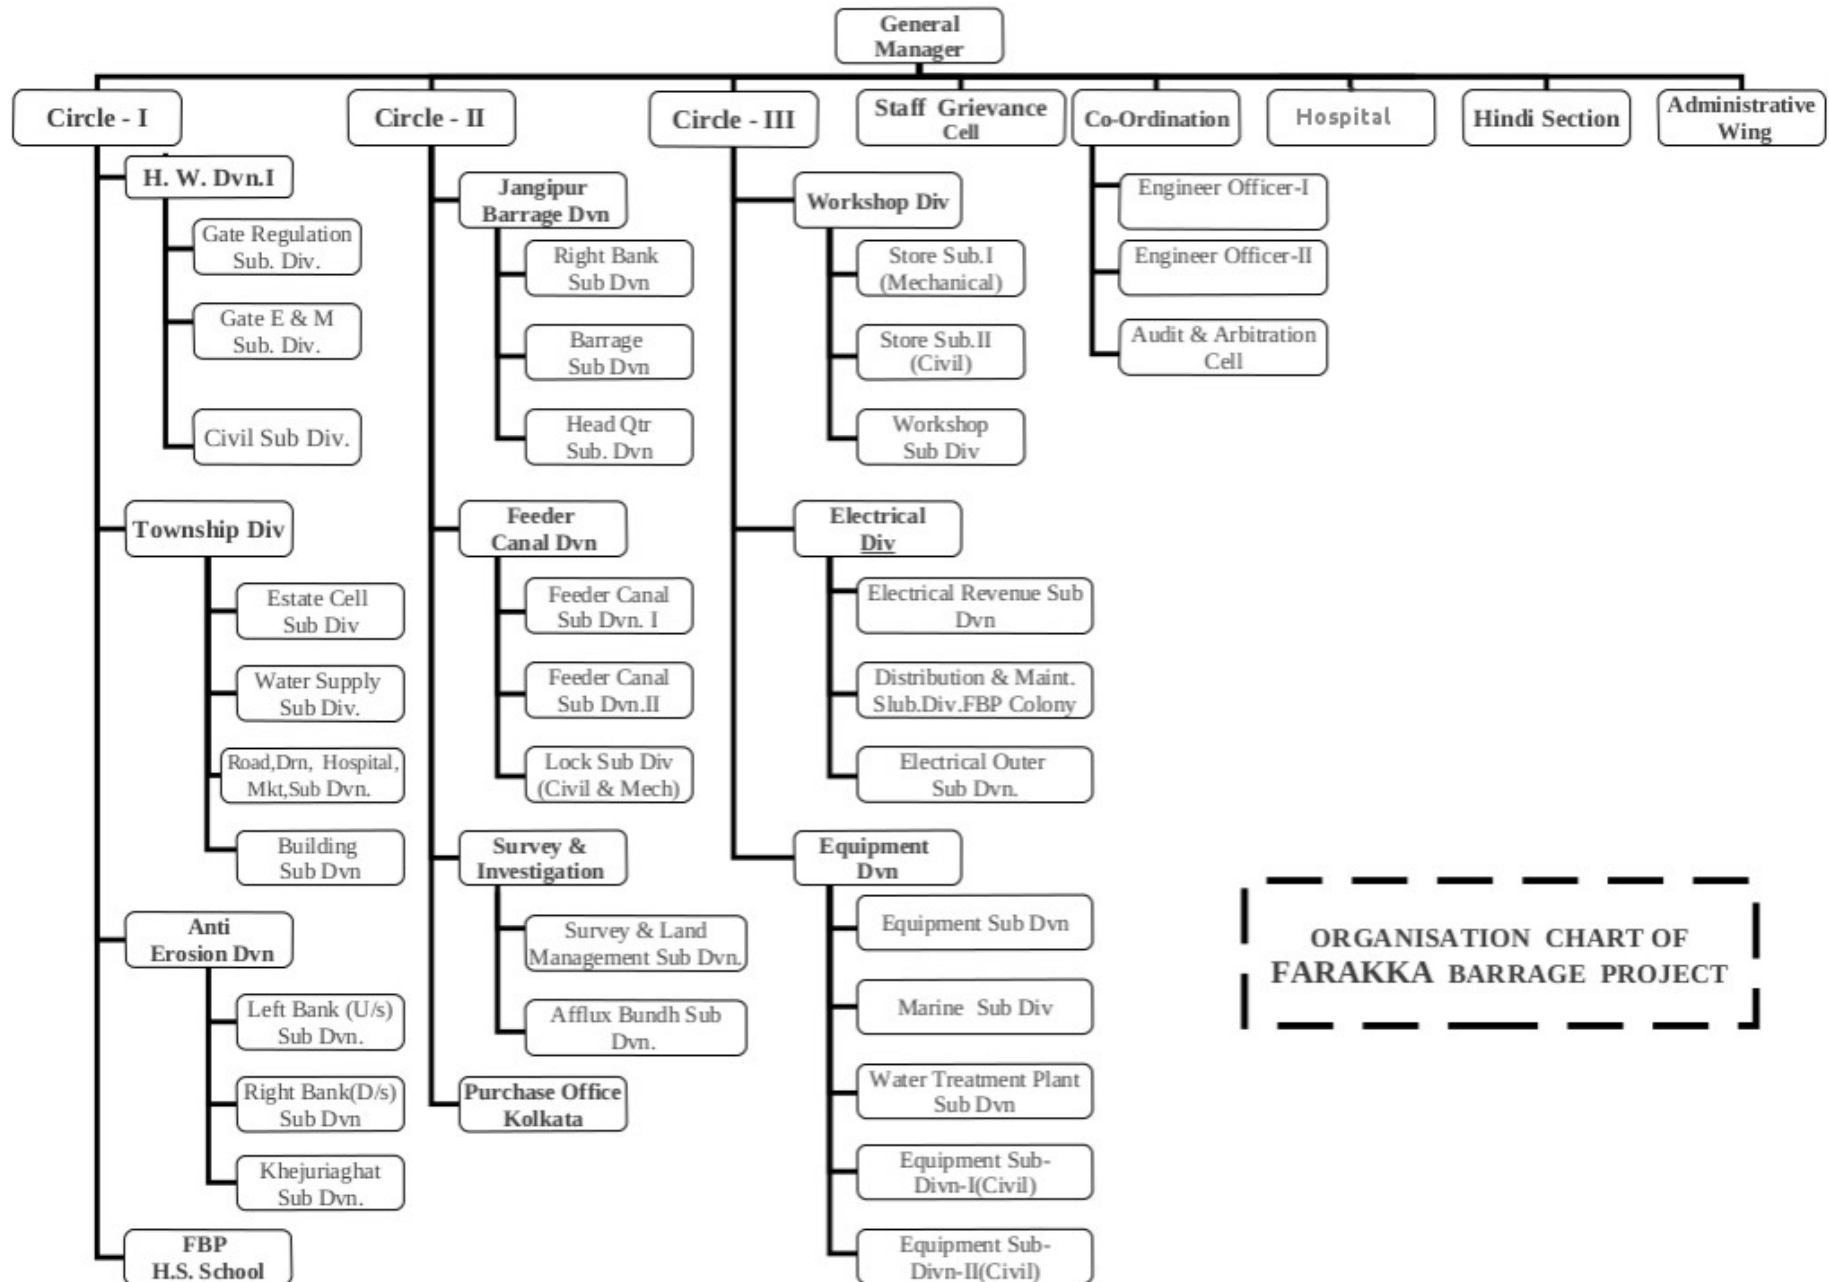 General
Manager
Circle - I
Circle - II
Circle - III
Staff Grievance
Cell
Co-Ordination
Hospital
Hindi Section
Administrative
Wing
H. W. Dvn.I
Gate Regulation
Sub. Div.
Gate E & M
Sub. Div.
Civil Sub Div.
Township Div
Estate Cell
Sub Div
Water Supply
Sub Div.
Road,Drn, Hospital,
Mkt,Sub Dvn.
Building
Sub Dvn
Anti
Erosion Dvn
Left Bank (U/s)
Sub Dvn.
Right Bank(D/s)
Sub Dvn
Khejuriaghat
Sub Dvn.
FBP
H.S. School
Jangipur
Barrage Dvn
Right Bank
Sub Dvn
Barrage
Sub Dvn
Head Qtr
Sub. Dvn
Feeder
Canal Dvn
Feeder Canal
Sub Dvn. I
Feeder Canal
Sub Dvn.II
Lock Sub Div
(Civil & Mech)
Survey &
Investigation
Survey & Land
Management Sub Dvn.
Afflux Bundh Sub
Dvn.
Purchase Office
Kolkata
Workshop Div
Store Sub.I
(Mechanical)
Store Sub.II
(Civil)
Workshop
Sub Div
Electrical
Div
Electrical Revenue Sub
Dvn
Distribution & Maint.
Slub.Div.FBP Colony
Electrical Outer
Sub Dvn.
Equipment
Dvn
Equipment Sub Dvn
Marine Sub Div
Water Treatment Plant
Sub Dvn
Equipment Sub-
Divn-I(Civil)
Equipment Sub-
Divn-II(Civil)
Engineer Officer-I
Engineer Officer-II
Audit & Arbitration
Cell
ORGANISATION CHART OF
FARAKKA BARRAGE PROJECT